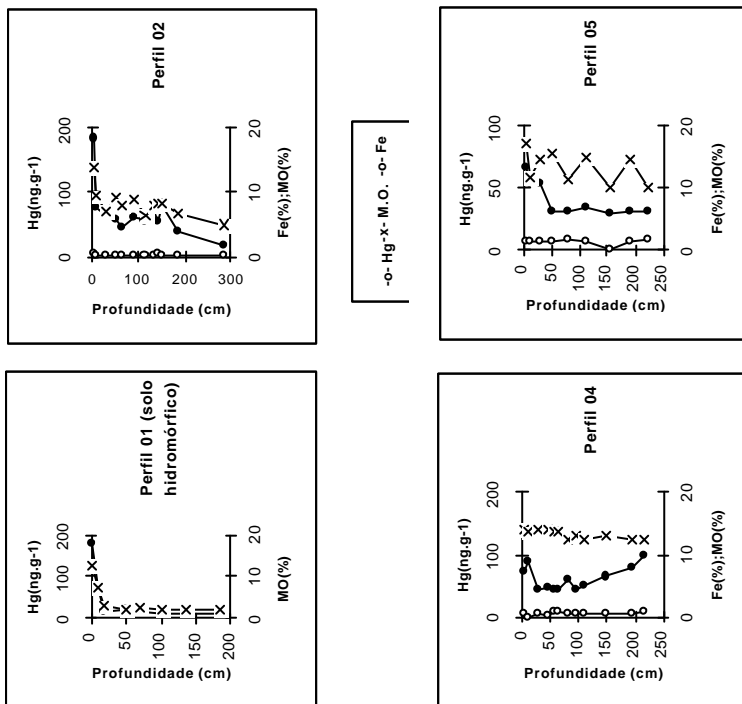 Perfil 02
Hg(ng.g-1)
200
100
0
20
10
0
Fe(%);MO(%)
0
100
200
300
Profundidade (cm)
-o- Hg-x- M.O. -o- Fe
Perfil 05
Hg(ng.g-1)
100
50
0
20
10
0
Fe(%);MO(%)
0
50
100
150
200
250
Profundidade (cm)
Perfil 01 (solo
hidromórfico)
Hg(ng.g-1)
200
100
0
20
10
0
MO(%)
0
50
100
150
200
Profundidade (cm)
Perfil 04
Hg(ng.g-1)
200
100
0
20
10
0
Fe(%);MO(%)
0
50
100
150
200
250
Profundidade (cm)